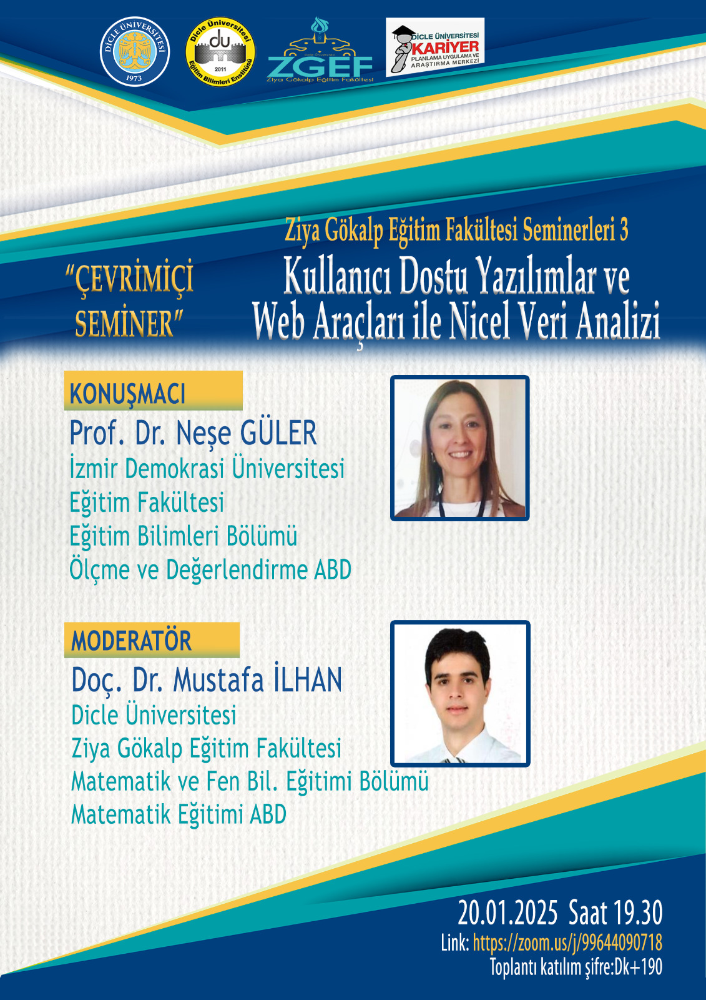 DİCLE ÜNİVERSİTESİ
1973
Dicle Üniversitesi
du
2011
Eğitim Bilimleri Enstitüsü
Dicle Üniversitesi
ZGEF
Ziya Gökalp Eğitim Fakültesi
DİCLE ÜNİVERSİTESİ
KARİYER
PLANLAMA UYGULAMA VE
ARAŞTIRMA MERKEZİ
Ziya Gökalp Eğitim Fakültesi Seminerleri 3
“ÇEVRİMİÇİ
SEMİNER”
Kullanıcı Dostu Yazılımlar ve
Web Araçları ile Nicel Veri Analizi
KONUŞMACI
Prof. Dr. Neşe GÜLER
İzmir Demokrasi Üniversitesi
Eğitim Fakültesi
Eğitim Bilimleri Bölümü
Ölçme ve Değerlendirme ABD
MODERATÖR
Doç. Dr. Mustafa İLHAN
Dicle Üniversitesi
Ziya Gökalp Eğitim Fakültesi
Matematik ve Fen Bil. Eğitimi Bölümü
Matematik Eğitimi ABD
20.01.2025 Saat 19.30
Link: https://zoom.us/j/99644090718
Toplantı katılım şifre:Dk+190